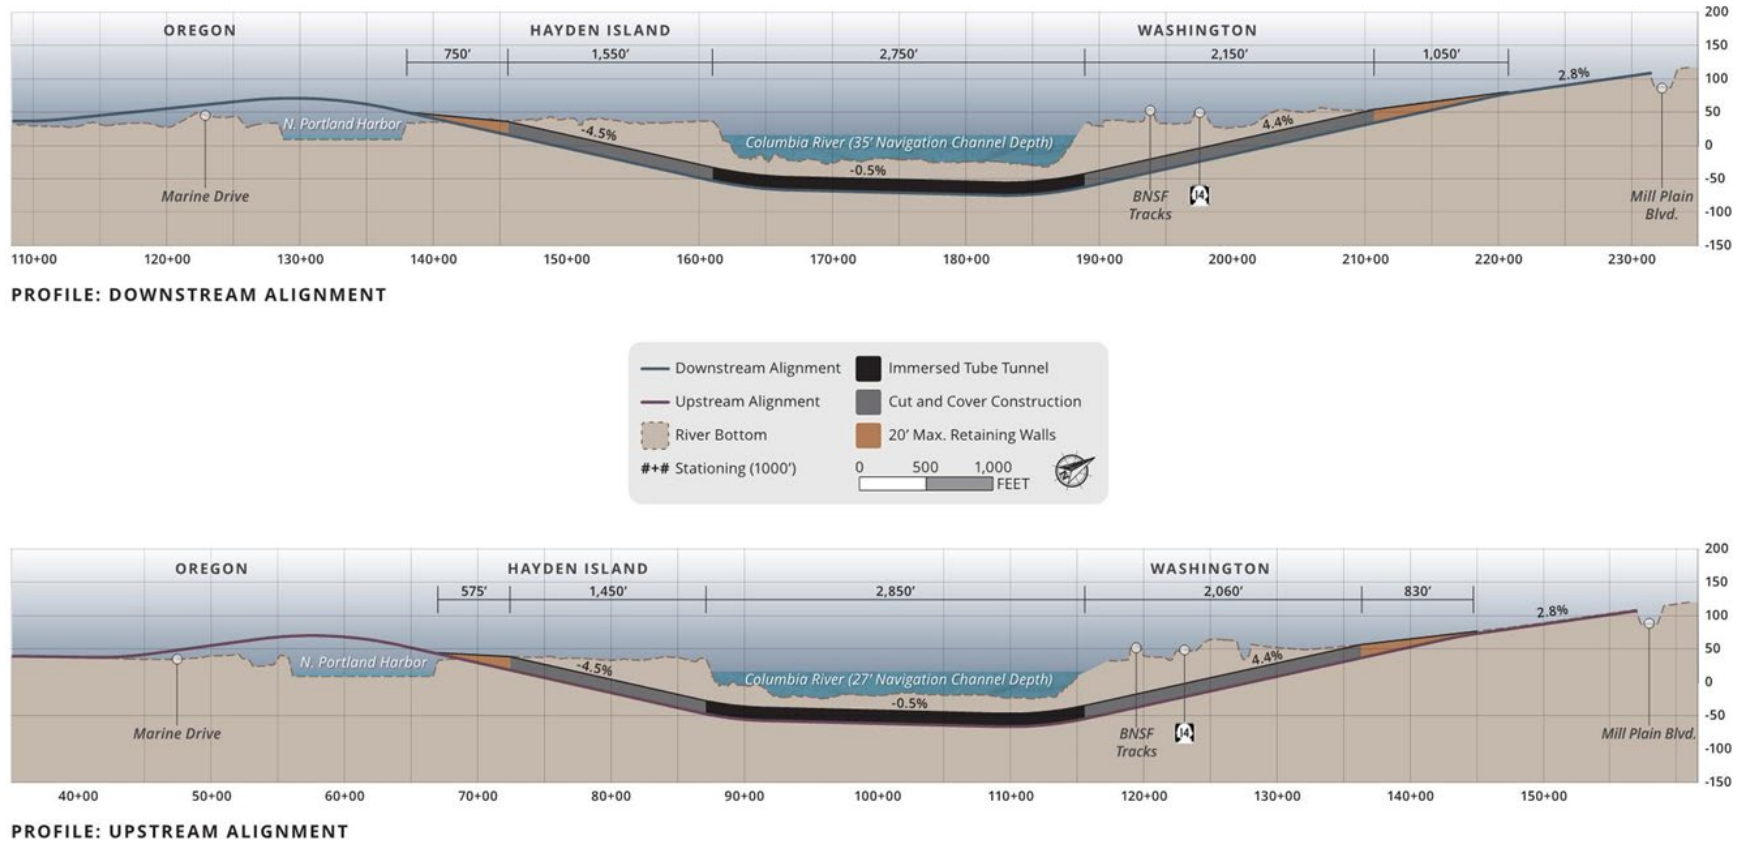 OREGON HAYDEN ISLAND WASHINGTON
750’ 1,550’ 2,750’ 2,150’ 1,050’
200
150
100
50
0
-50
-100
-150
2.8%
N. Portland Harbor
-4.5%
Columbia River (35’ Navigation Channel Depth)
4.4%
-0.5%
Marine Drive
BNSF
Tracks
14
Mill Plain
Blvd.
110+00 120+00 130+00 140+00 150+00 160+00 170+00 180+00 190+00 200+00 210+00 220+00 230+00
PROFILE: DOWNSTREAM ALIGNMENT
Downstream Alignment
Upstream Alignment
River Bottom
#+# Stationing (1000’)
Immersed Tube Tunnel
Cut and Cover Construction
20’ Max. Retaining Walls
0 500 1,000
FEET
N
OREGON HAYDEN ISLAND WASHINGTON
575’ 1,450’ 2,850’ 2,060’ 830’
200
150
100
50
0
-50
-100
-150
2.8%
N. Portland Harbor
-4.5%
Columbia River (27’ Navigation Channel Depth)
4.4%
-0.5%
Marine Drive
BNSF
Tracks
14
Mill Plain Blvd.
40+00 50+00 60+00 70+00 80+00 90+00 100+00 110+00 120+00 130+00 140+00 150+00
PROFILE: UPSTREAM ALIGNMENT